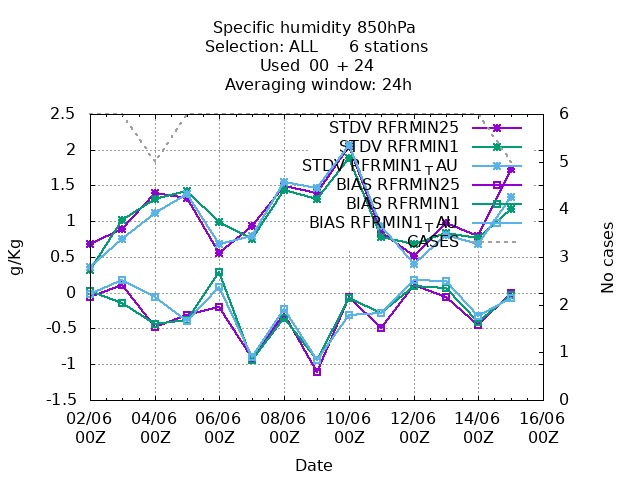 Specific humidity 850hPa
Selection: ALL 6 stations
Used 00 + 24
Averaging window: 24h
2.5
2
1.5
1
0.5
0
-0.5
-1
-1.5
g/Kg
6
5
4
3
2
1
0
No cases
STDV RFRMIN25
STDV RFRMIN1
STDV RFRMIN1TAU
BIAS RFRMIN25
BIAS RFRMIN1
BIAS RFRMIN1TAU
CASES
02/06 04/06 06/06 08/06 10/06 12/06 14/06 16/06
00Z 00Z 00Z 00Z 00Z 00Z 00Z 00Z
Date